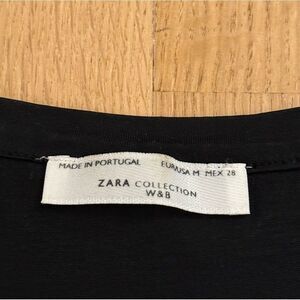 MADE IN PORTUGAL EUR M USA M MEX 28
ZARA COLLECTION
W&B